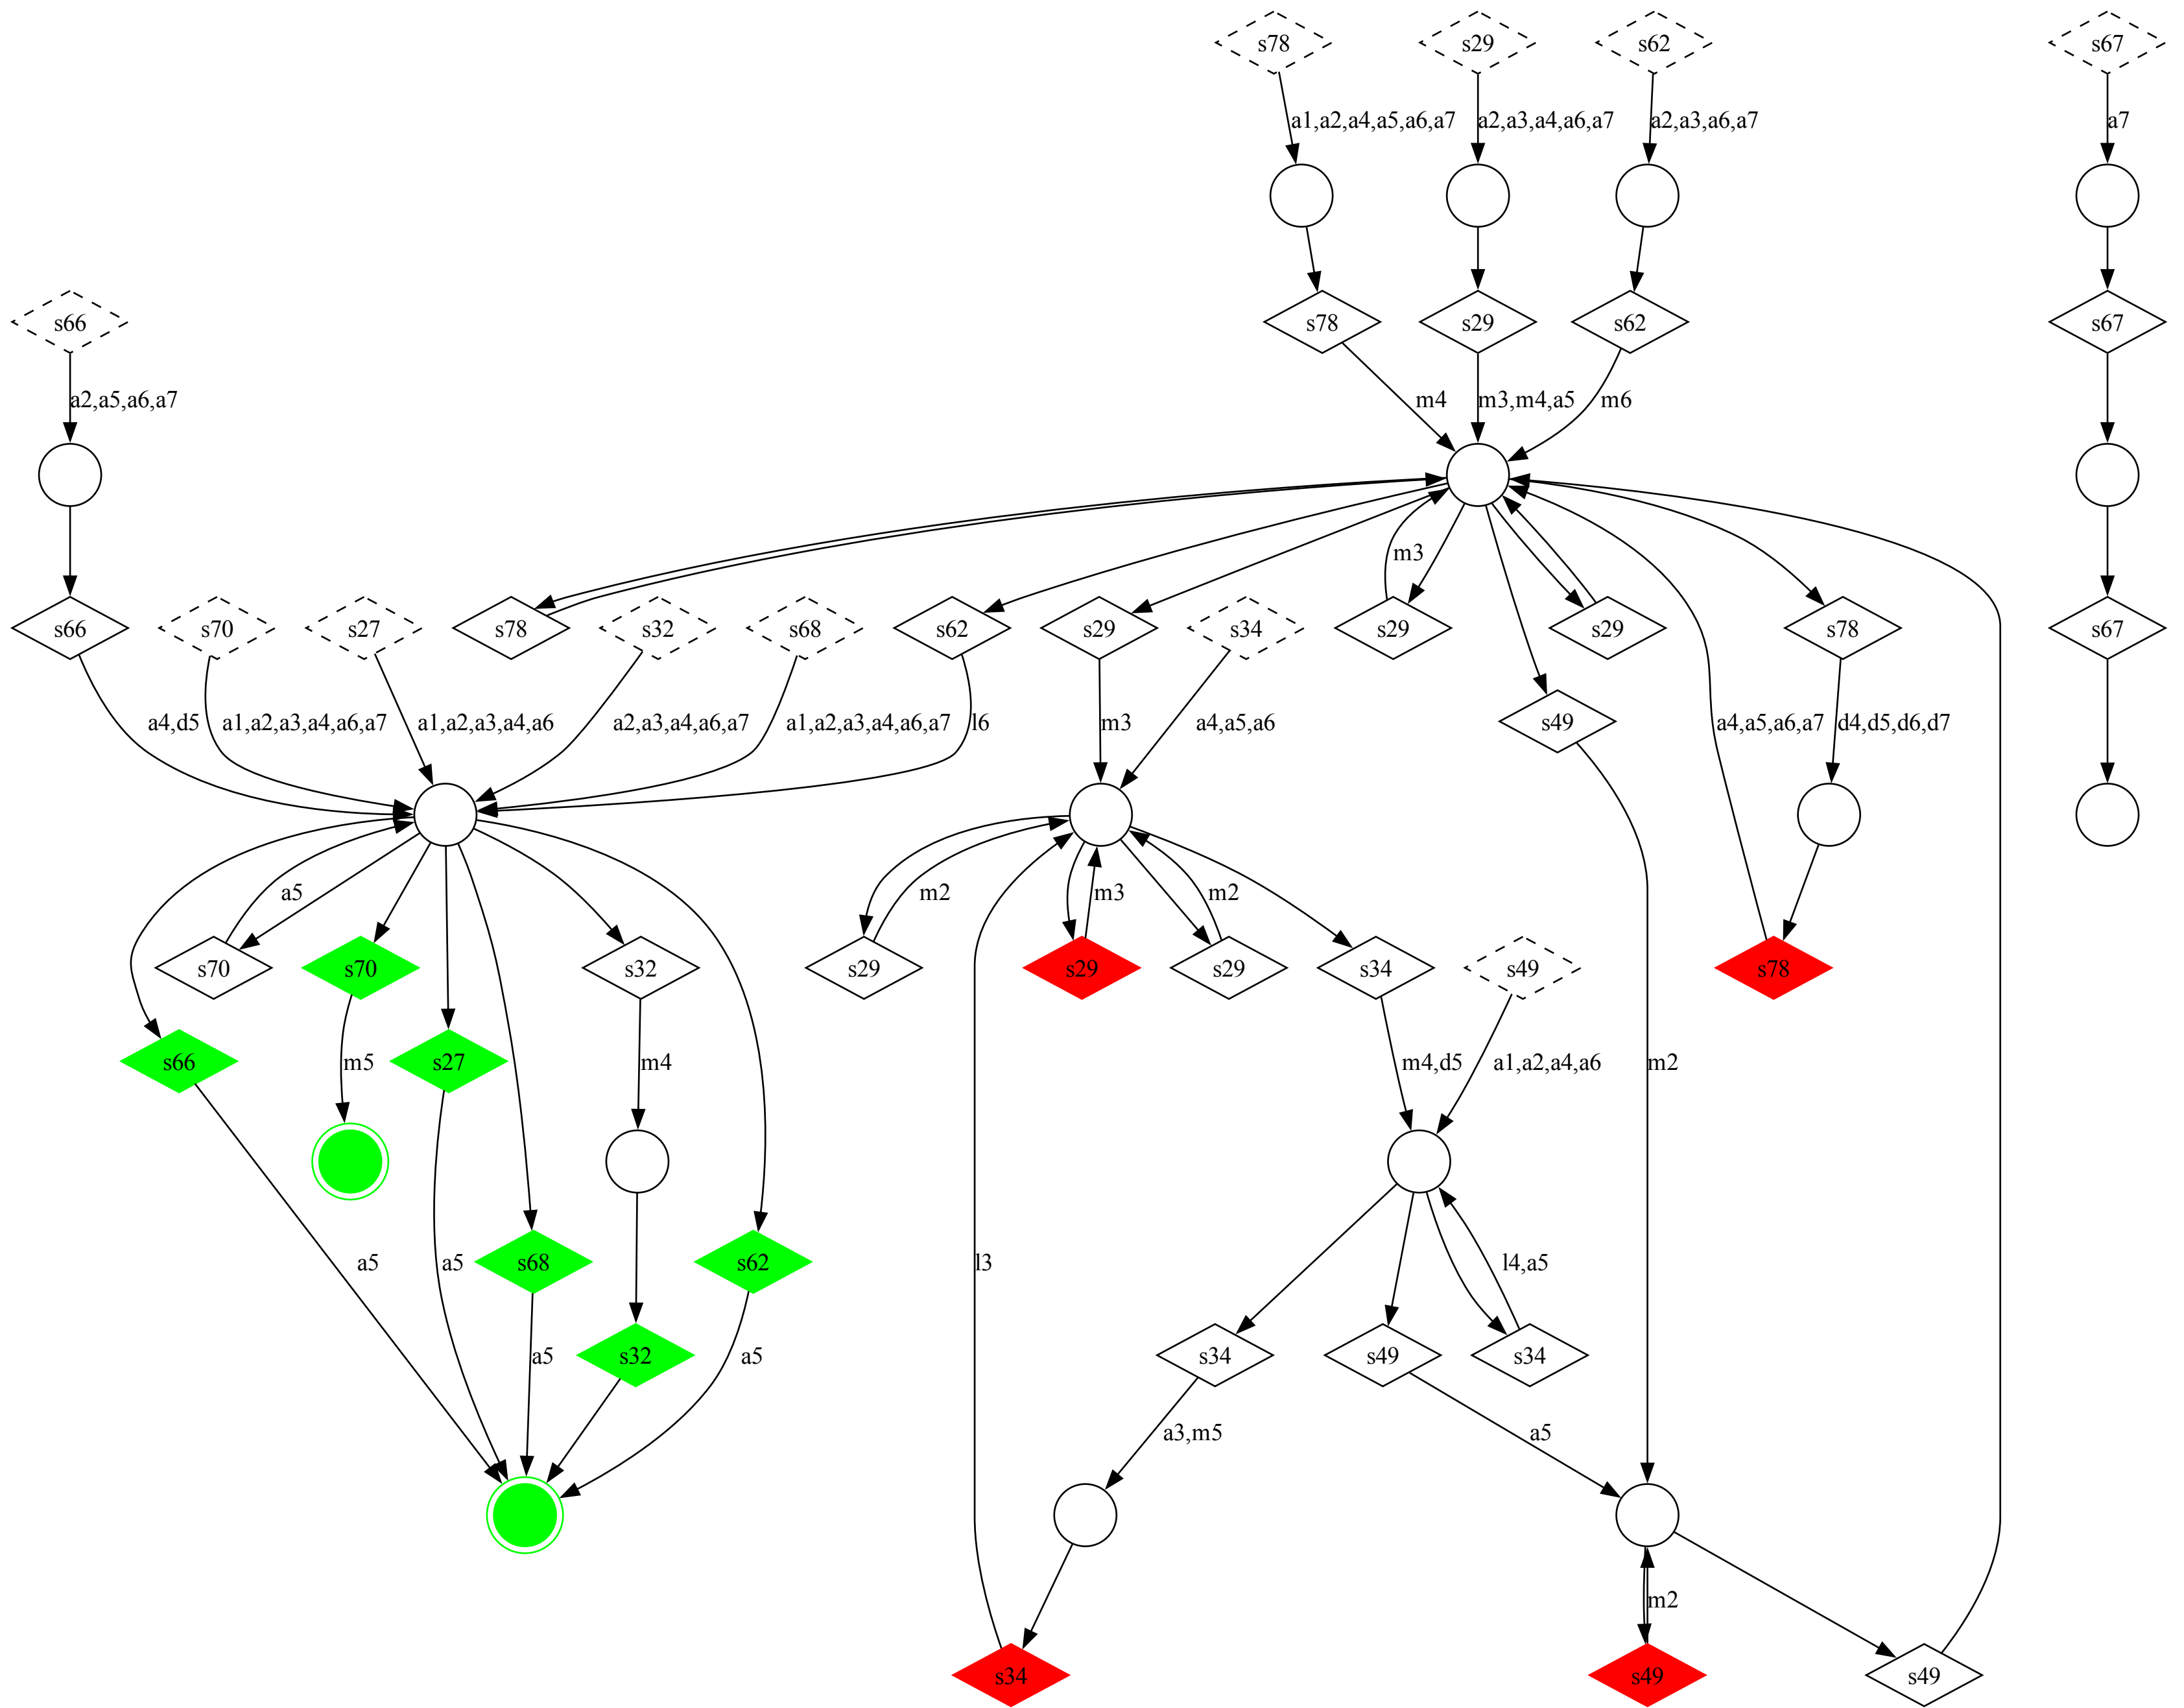 s78 s29 s62 s67
a1,a2,a4,a5,a6,a7 a2,a3,a4,a6,a7 a2,a3,a6,a7 a7
s66 s78 s29 s62 s67
a2,a5,a6,a7 m4 m3,m4,a5 m6
m3
s66 s70 s27 s78 s32 s68 s62 s29 s34 s29 s29 s78 s67
a4,d5 a1,a2,a3,a4,a6,a7 a1,a2,a3,a4,a6 a2,a3,a4,a6,a7 a1,a2,a3,a4,a6,a7 l6 m3 a4,a5,a6 s49 a4,a5,a6,a7 d4,d5,d6,d7
a5 m2 m3 m2
s70 s70 s32 s29 s29 s29 s34 s49 s78
s66 m5 s27 m4 m4,d5 a1,a2,a4,a6 m2
a5 a5 s68 s62 l3 l4,a5
a5 s32 a5 s34 s49 s34
a3,m5 a5
m2
s34 s49 s49